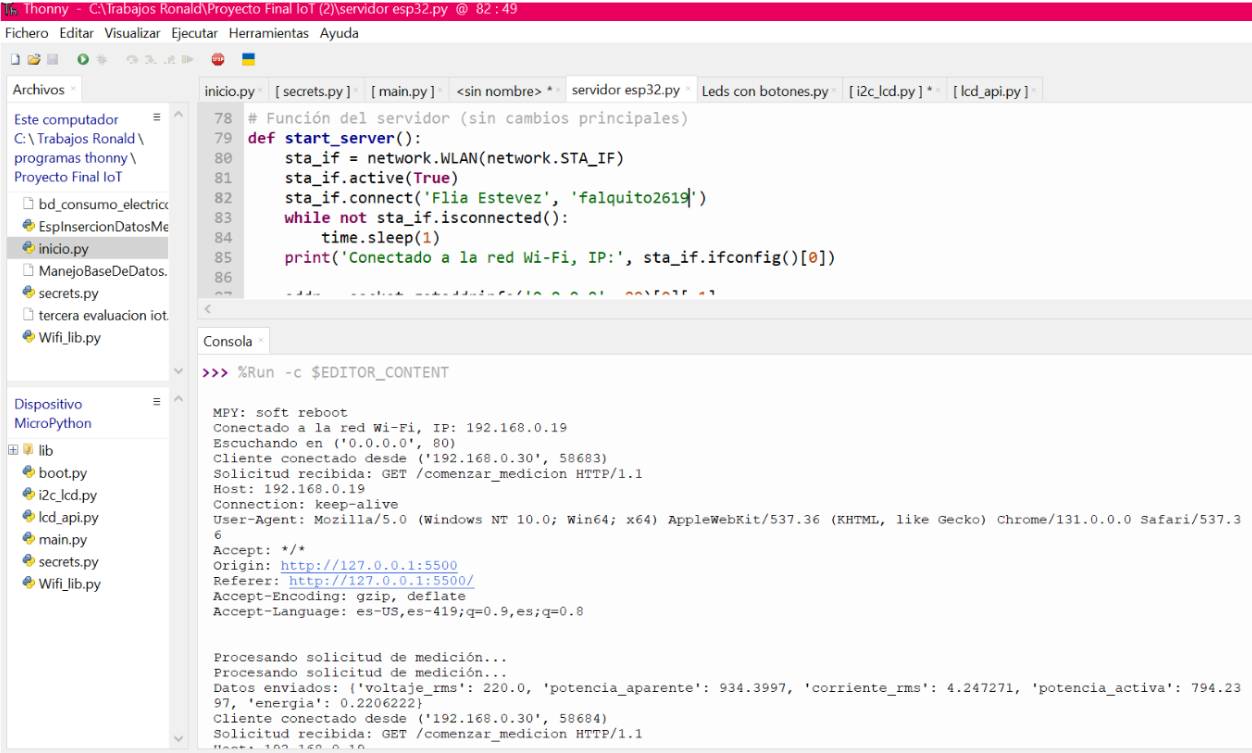 Thonny - C:\Trabajos Ronald\Proyecto Final IoT (2)\servidor esp32.py @ 82 : 49
Fichero Editar Visualizar Ejecutar Herramientas Ayuda
STOP
Archivos
Este computador
C: \ Trabajos Ronald \
programas thonny \
Proyecto Final IoT
bd_consumo_electrico
EspInsercionDatosMe
inicio.py
ManejoBaseDeDatos.
secrets.py
tercera evaluacion iot.
Wifi_lib.py
Dispositivo
MicroPython
lib
boot.py
i2c_lcd.py
lcd_api.py
main.py
secrets.py
Wifi_lib.py
inicio.py [ secrets.py ] [ main.py ] <sin nombre> * servidor esp32.py Leds con botones.py [ i2c_lcd.py ] * [ lcd_api.py ]
78 # Función del servidor (sin cambios principales)
79 def start_server():
80 sta_if = network.WLAN(network.STA_IF)
81 sta_if.active(True)
82 sta_if.connect('Flia Estevez', 'falquito2619')
83 while not sta_if.isconnected():
84 time.sleep(1)
85 print('Conectado a la red Wi-Fi, IP:', sta_if.ifconfig()[0])
86
Consola
>>> %Run -c $EDITOR_CONTENT
MPY: soft reboot
Conectado a la red Wi-Fi, IP: 192.168.0.19
Escuchando en ('0.0.0.0', 80)
Cliente conectado desde ('192.168.0.30', 58683)
Solicitud recibida: GET /comenzar_medicion HTTP/1.1
Host: 192.168.0.19
Connection: keep-alive
User-Agent: Mozilla/5.0 (Windows NT 10.0; Win64; x64) AppleWebKit/537.36 (KHTML, like Gecko) Chrome/131.0.0.0 Safari/537.3
6
Accept: */*
Origin: http://127.0.0.1:5500
Referer: http://127.0.0.1:5500/
Accept-Encoding: gzip, deflate
Accept-Language: es-US,es-419;q=0.9,es;q=0.8
Procesando solicitud de medición...
Procesando solicitud de medición...
Datos enviados: {'voltaje_rms': 220.0, 'potencia_aparente': 934.3997, 'corriente_rms': 4.247271, 'potencia_activa': 794.23
97, 'energia': 0.2206222}
Cliente conectado desde ('192.168.0.30', 58684)
Solicitud recibida: GET /comenzar_medicion HTTP/1.1
Host: 192.168.0.19